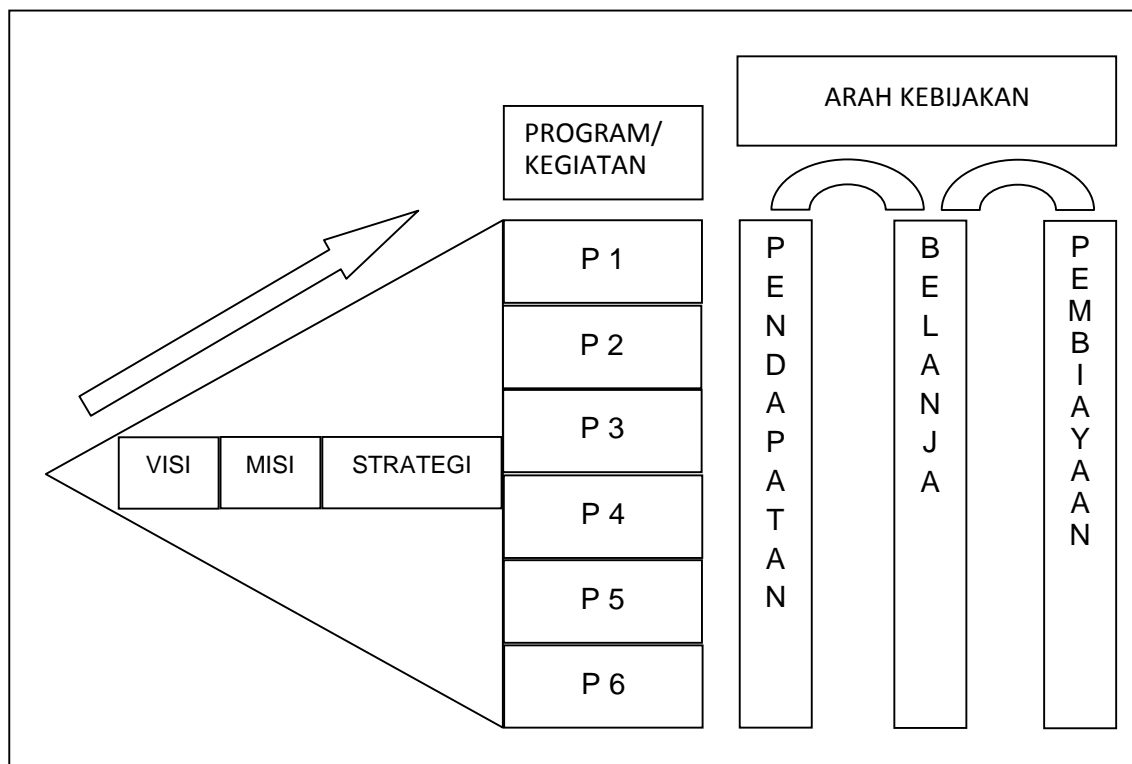 ARAH KEBIJAKAN
PROGRAM/
KEGIATAN
P 1
P 2
P 3
P 4
P 5
P 6
VISI
MISI
STRATEGI
PENDAPATAN
BELANJA
PEMBIAYAAN